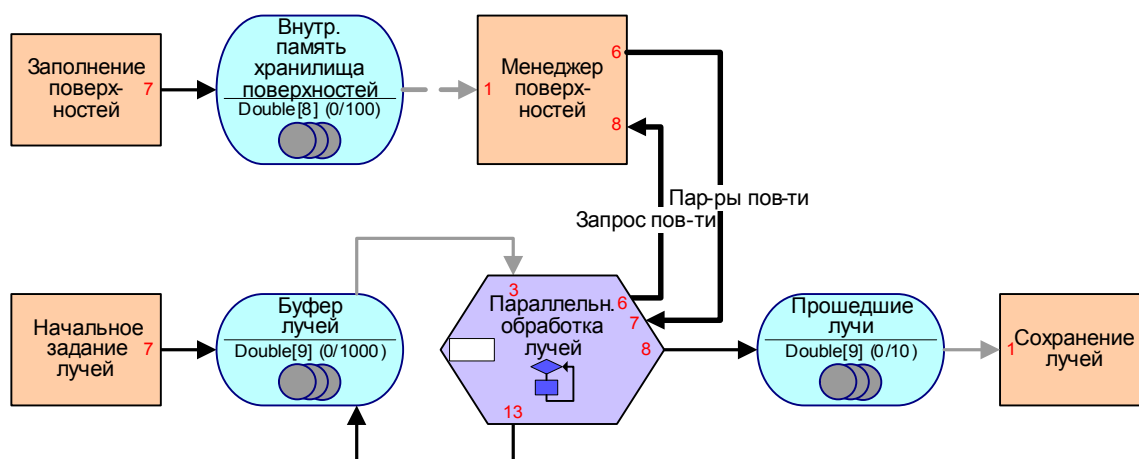 Внутр.
память
хранилища
поверхностей
Double[8] (0/100)
Заполнение
поверх-
ностей
7
1
Менеджер
поверх-
ностей
6
8
Пар-ры пов-ти
Запрос пов-ти
Начальное
задание
лучей
7
Буфер
лучей
Double[9] (0/1000)
3
Параллельн.
обработка
лучей
6
7
8
13
Прошедшие
лучи
Double[9] (0/10)
1
Сохранение
лучей